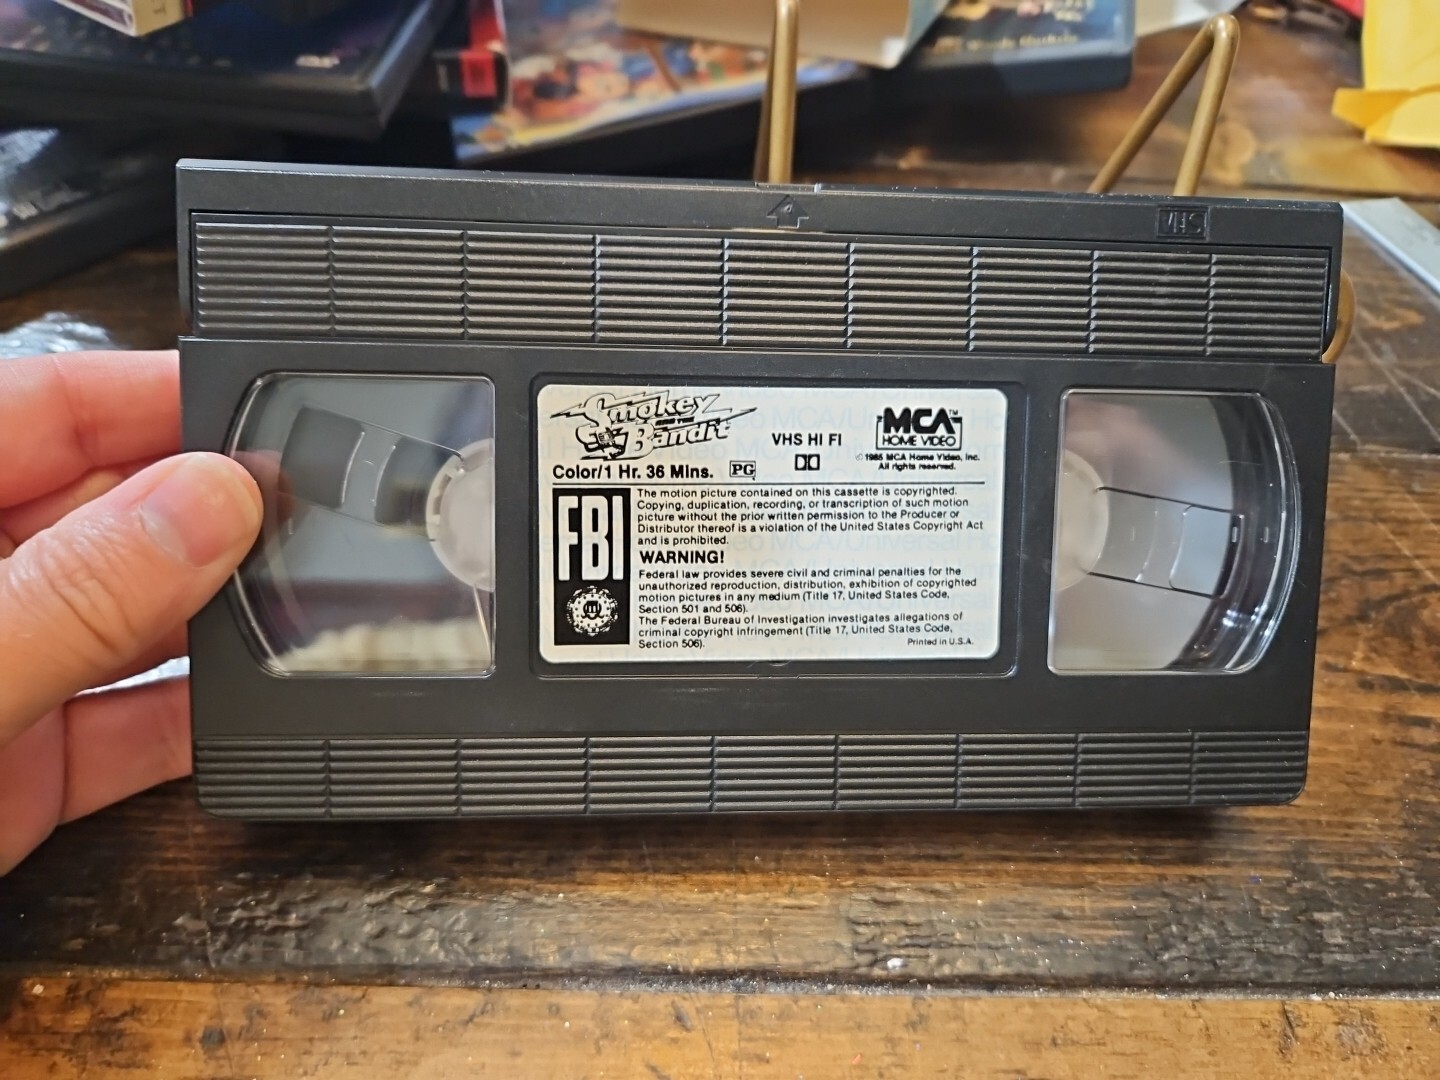 VHS
Smokey
AND THE
Bandit
VHS HI FI
MCA™
HOME VIDEO
© 1985 MCA Home Video, Inc.
All rights reserved.
Color/1 Hr. 36 Mins. PG
FBI
The motion picture contained on this cassette is copyrighted.
Copying, duplication, recording, or transcription of such motion
picture without the prior written permission to the Producer or
Distributor thereof is a violation of the United States Copyright Act
and is prohibited.
WARNING!
Federal law provides severe civil and criminal penalties for the
unauthorized reproduction, distribution, exhibition of copyrighted
motion pictures in any medium (Title 17, United States Code,
Section 501 and 506).
The Federal Bureau of Investigation investigates allegations of
criminal copyright infringement (Title 17, United States Code,
Section 506).
Printed in U.S.A.